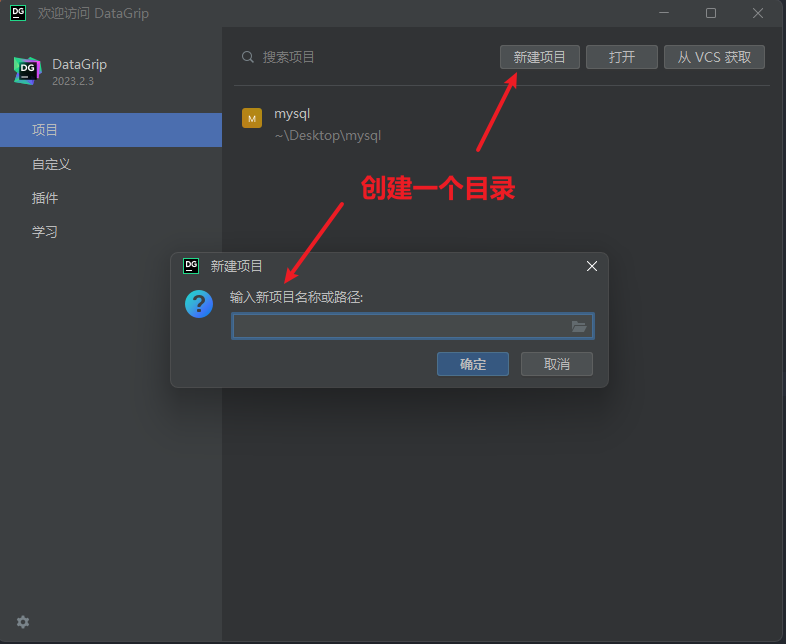 DG 欢迎访问 DataGrip
DG DataGrip
2023.2.3
项目
自定义
插件
学习
搜索项目
新建项目
打开
从 VCS 获取
M mysql
~\Desktop\mysql
创建一个目录
DG 新建项目
? 输入新项目名称或路径:
确定
取消